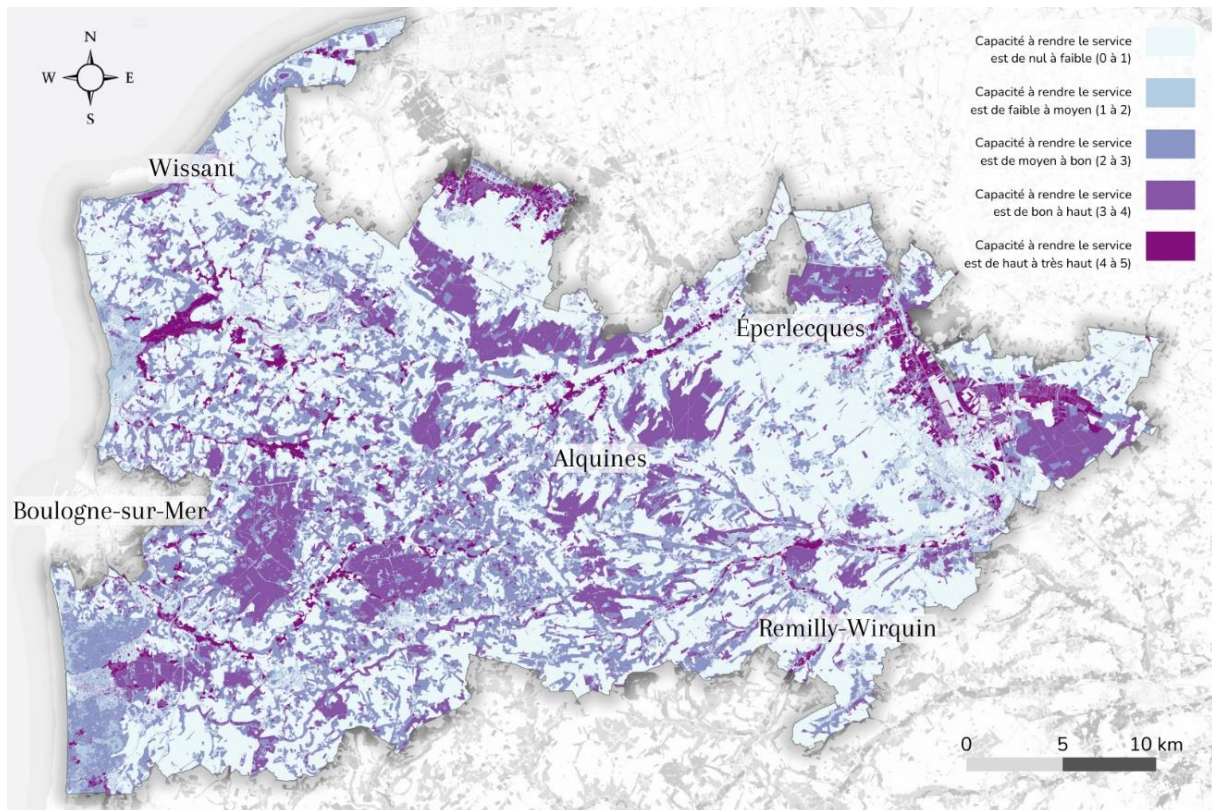 N
W E
S
Capacité à rendre le service
est de nul à faible (0 à 1)
Capacité à rendre le service
est de faible à moyen (1 à 2)
Capacité à rendre le service
est de moyen à bon (2 à 3)
Capacité à rendre le service
est de bon à haut (3 à 4)
Capacité à rendre le service
est de haut à très haut (4 à 5)
Wissant
Éperlecques
Alquines
Boulogne-sur-Mer
Remilly-Wirquin
0 5 10 km